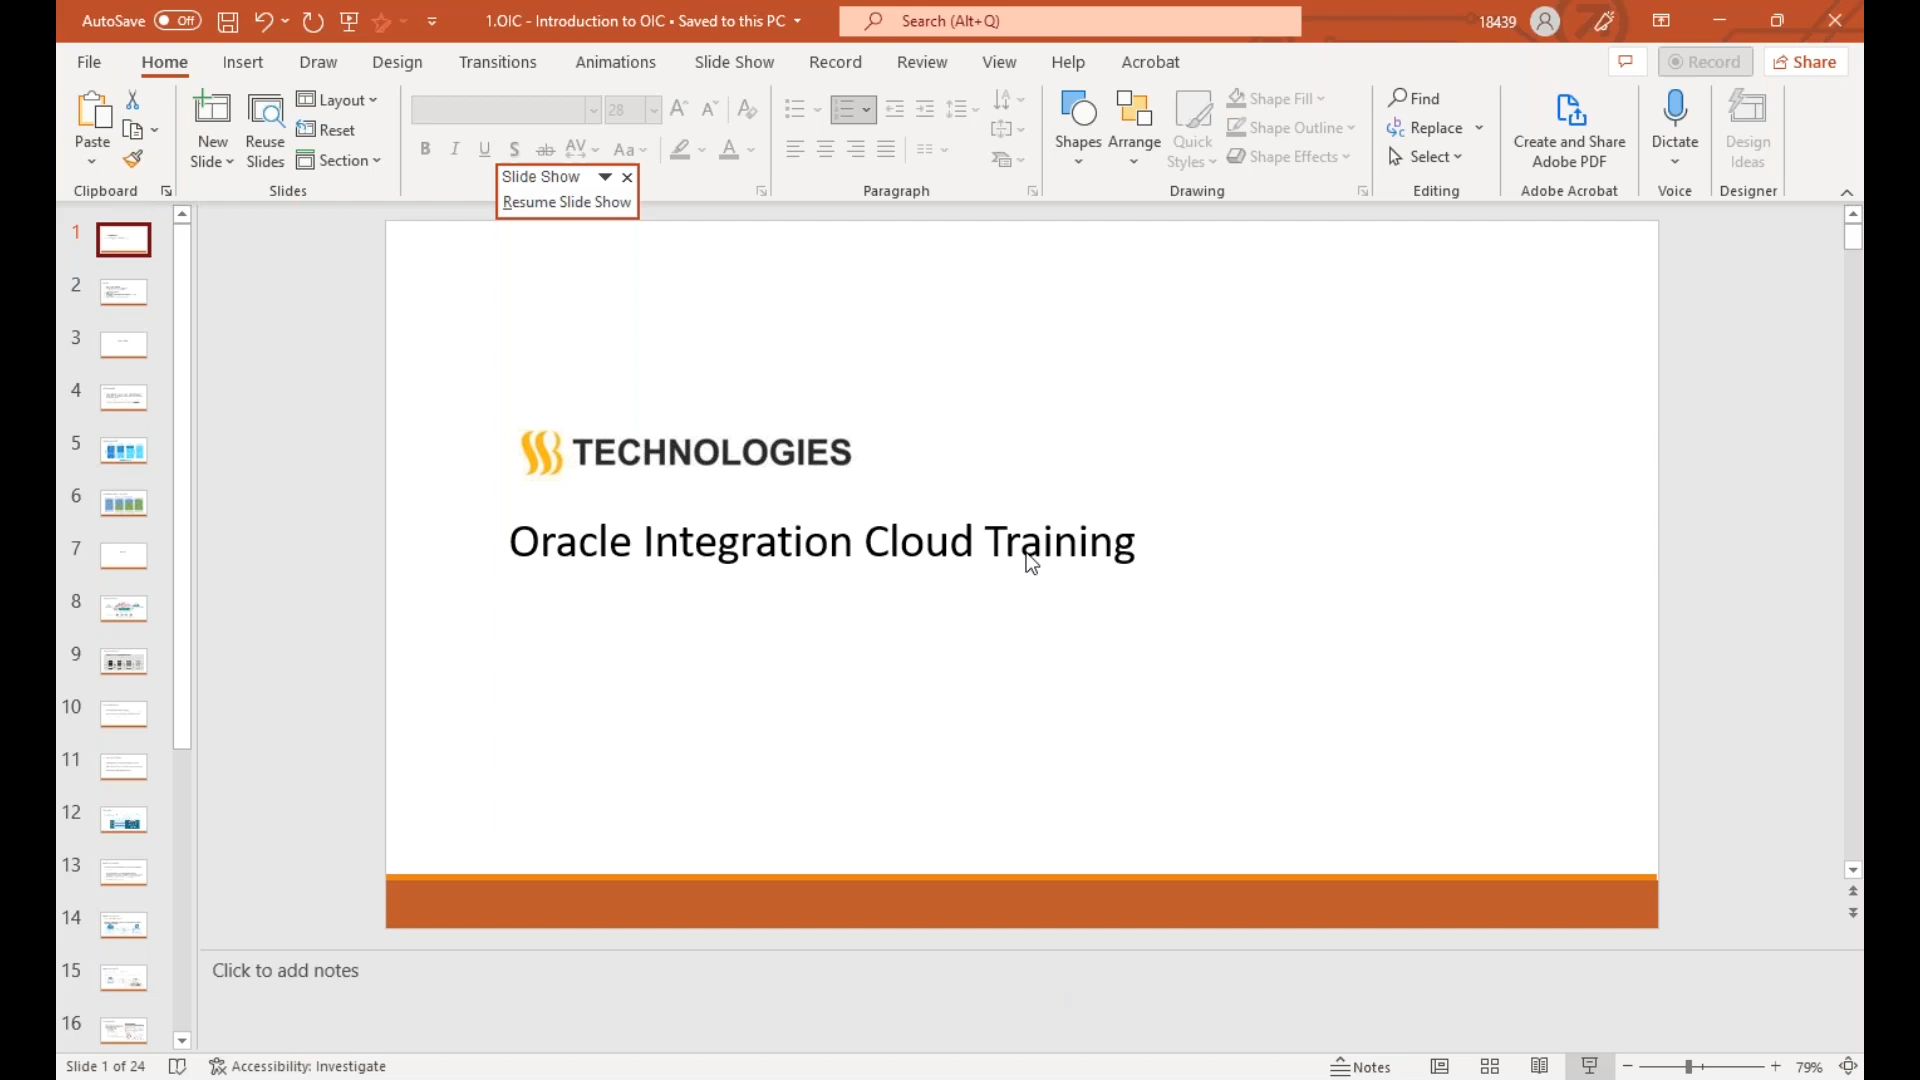 AutoSave Off 1.OIC - Introduction to OIC • Saved to this PC Search (Alt+Q) 18439
File Home Insert Draw Design Transitions Animations Slide Show Record Review View Help Acrobat Record Share
Paste
Clipboard
New Slide
Reuse Slides
Layout
Reset
Section
Slides
28
B I U S ab AV Aa A
Paragraph
Shapes
Arrange
Quick Styles
Shape Fill
Shape Outline
Shape Effects
Drawing
Find
Replace
Select
Editing
Create and Share Adobe PDF
Adobe Acrobat
Dictate
Voice
Design Ideas
Designer
Slide Show
Resume Slide Show
1
2
3
4
5
6
7
8
9
10
11
12
13
14
15
16
TECHNOLOGIES
Oracle Integration Cloud Training
Click to add notes
Slide 1 of 24 Accessibility: Investigate Notes 79%